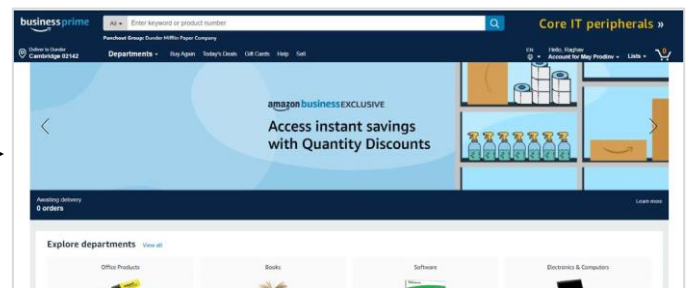 business prime
All
Enter keyword or product number
Core IT peripherals »
Punchout Group: Dunder Mifflin Paper Company
Deliver to Dunder
Cambridge 02142
Departments
Buy Again Today's Deals Gift Cards Help Sell
EN
Hello, Raghav
Account for May Prodinv
Lists
0
amazon business EXCLUSIVE
Access instant savings
with Quantity Discounts
Awaiting delivery
0 orders
Learn more
Explore departments View all
Office Products
Books
Software
Electronics & Computers